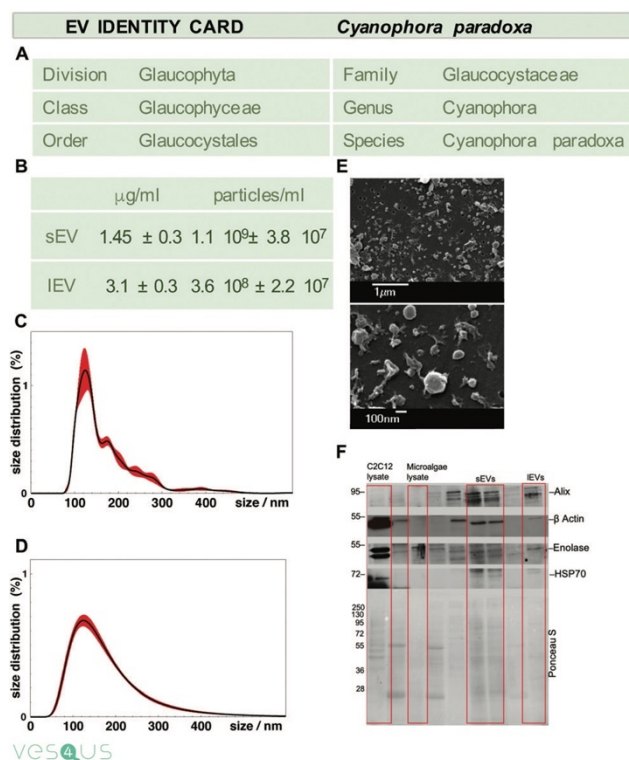 EV IDENTITY CARD Cyanophora paradoxa
A
Division Glaucophyta Family Glaucocystaceae
Class Glaucophyceae Genus Cyanophora
Order Glaucocystales Species Cyanophora paradoxa
B
μg/ml particles/ml
sEV 1.45 ± 0.3 1.1 10⁹± 3.8 10⁷
lEV 3.1 ± 0.3 3.6 10⁸ ± 2.2 10⁷
C
size distribution (%)
1
0
0 100 200 300 400 size / nm
D
size distribution (%)
1
0
0 100 200 300 400 size / nm
E
1μm
100nm
F
C2C12 lysate
Microalgae lysate
sEVs
lEVs
95
Alix
55
β Actin
55
Enolase
72
HSP70
250
130
95
72
55
36
28
Ponceau S
ves4us